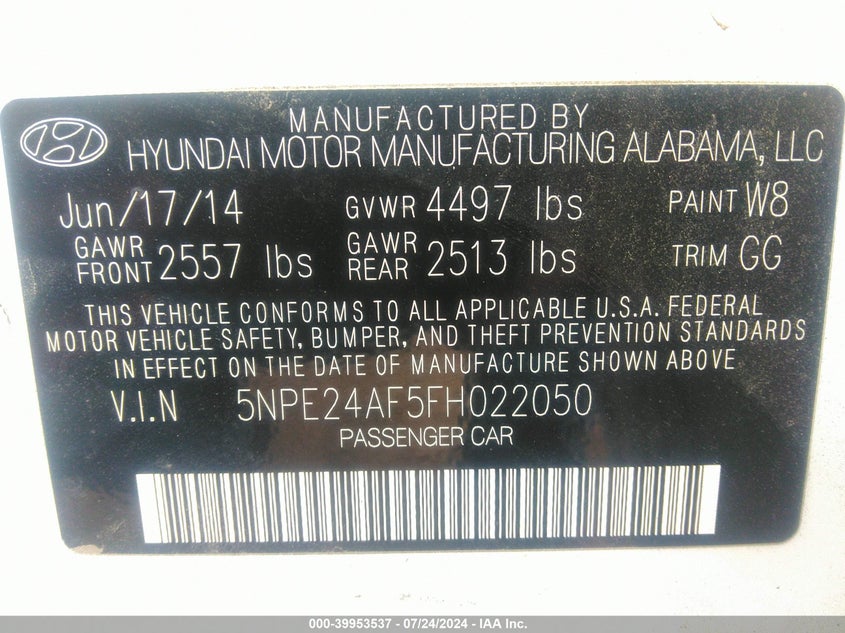 MANUFACTURED BY
HYUNDAI MOTOR MANUFACTURING ALABAMA, LLC
Jun/17/14 GVWR 4497 lbs PAINT W8
GAWR FRONT 2557 lbs GAWR REAR 2513 lbs TRIM GG
THIS VEHICLE CONFORMS TO ALL APPLICABLE U.S.A. FEDERAL
MOTOR VEHICLE SAFETY, BUMPER, AND THEFT PREVENTION STANDARDS
IN EFFECT ON THE DATE OF MANUFACTURE SHOWN ABOVE
V.I.N 5NPE24AF5FH022050
PASSENGER CAR
000-39953537 - 07/24/2024 - IAA Inc.